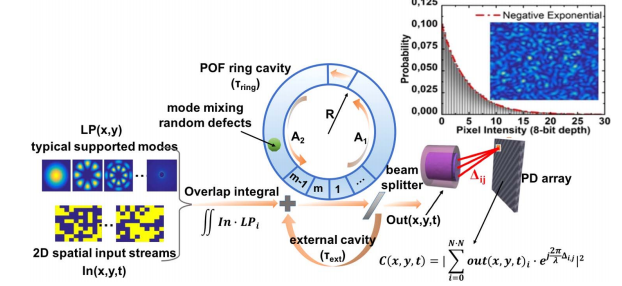 0,125
0,100
0,075
0,050
0,025
0,000
Probability
Negative Exponential
0 5 10 15 20 25 30
Pixel Intensity (8-bit depth)
POF ring cavity
(τring)
mode mixing
random defects
R
A2
A1
m-1
m
1
...
LP(x,y)
typical supported modes
...
Overlap integral
∬ In · LPi
...
2D spatial input streams
In(x,y,t)
beam
splitter
Out(x,y,t)
external cavity
(τext)
Δij
PD array
C(x, y, t) = |∑ N·N i=0 out(x, y, t)i · e^j(2π/λ)Δi,j|²